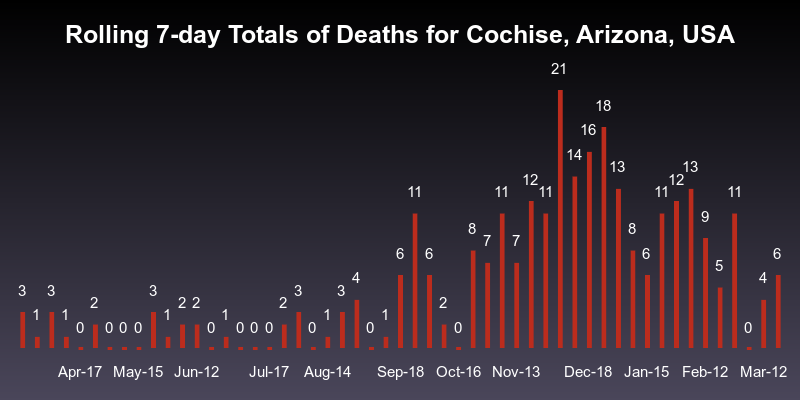 Rolling 7-day Totals of Deaths for Cochise, Arizona, USA
3 1 3 1 0 2 0 0 0 3 1 2 2 0 1 0 0 0 2 3 0 1 3 4 0 1 6 11 6 2 0 8 7 11 7 12 11 21 14 16 18 13 8 6 11 12 13 9 5 11 0 4 6
Apr-17 May-15 Jun-12 Jul-17 Aug-14 Sep-18 Oct-16 Nov-13 Dec-18 Jan-15 Feb-12 Mar-12